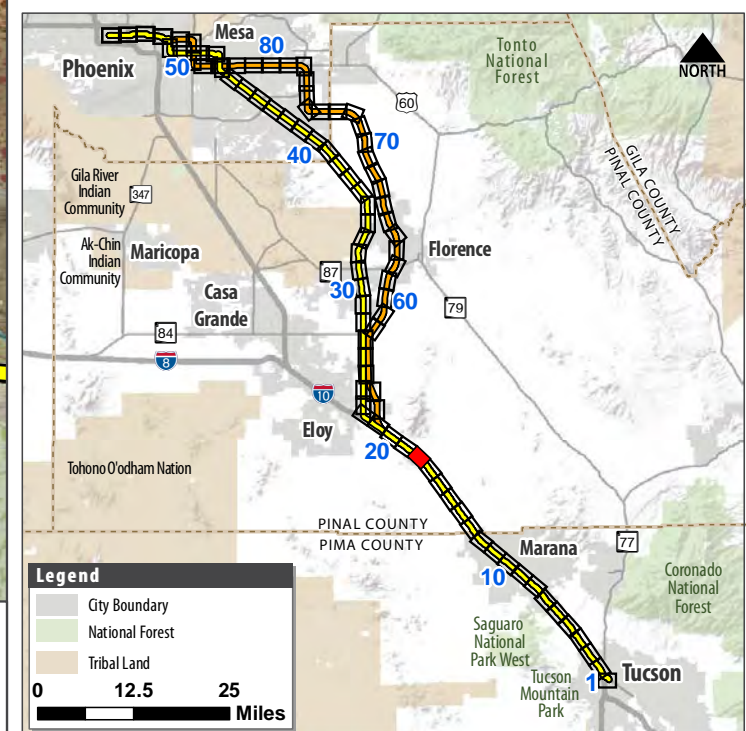 Mesa
80
Tonto
National
Forest
NORTH
Phoenix
50
60
70
40
GILA COUNTY
PINAL COUNTY
Gila River
Indian
Community
347
Ak-Chin
Indian
Community
Maricopa
Florence
87
30
60
79
Casa
Grande
84
8
10
Eloy
20
Tohono O'odham Nation
PINAL COUNTY
PIMA COUNTY
Marana
77
10
Coronado
National
Forest
Saguaro
National
Park West
Tucson
Mountain
Park
1
Tucson
Legend
City Boundary
National Forest
Tribal Land
0 12.5 25
Miles